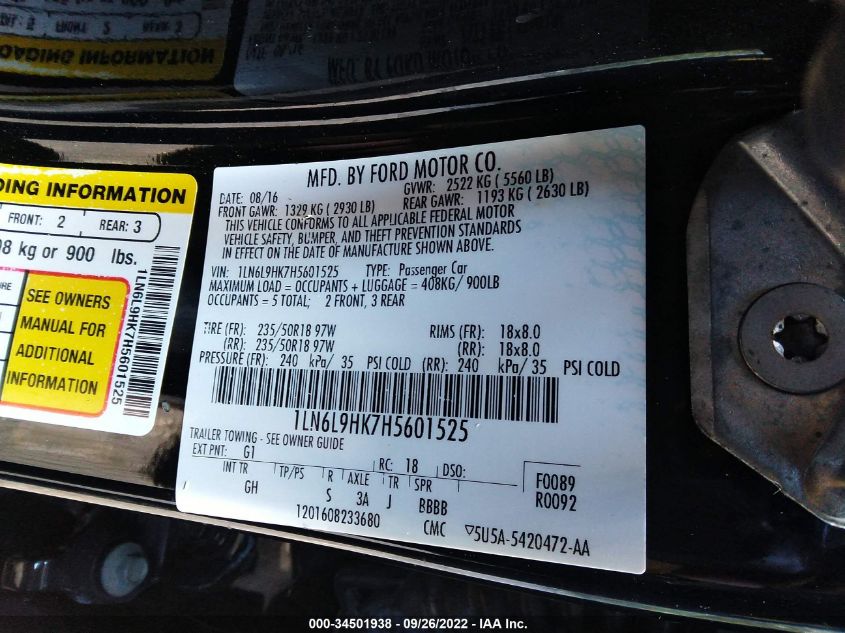 MFD. BY FORD MOTOR CO.
DATE: 08/16 GVWR: 2522 KG ( 5560 LB)
FRONT GAWR: 1329 KG ( 2930 LB) REAR GAWR: 1193 KG ( 2630 LB)
THIS VEHICLE CONFORMS TO ALL APPLICABLE FEDERAL MOTOR
VEHICLE SAFETY, BUMPER, AND THEFT PREVENTION STANDARDS
IN EFFECT ON THE DATE OF MANUFACTURE SHOWN ABOVE.
VIN: 1LN6L9HK7H5601525 TYPE: Passenger Car
MAXIMUM LOAD = OCCUPANTS + LUGGAGE = 408KG/ 900LB
OCCUPANTS = 5 TOTAL; 2 FRONT, 3 REAR
TIRE (FR): 235/50R18 97W RIMS (FR): 18x8.0
(RR): 235/50R18 97W (RR): 18x8.0
PRESSURE (FR): 240 kPa/ 35 PSI COLD (RR): 240 kPa/ 35 PSI COLD
1LN6L9HK7H5601525
TRAILER TOWING - SEE OWNER GUIDE
EXT PNT: G1 RC: 18 DSO: F0089
INT TR TP/PS R AXLE TR SPR R0092
GH S 3A J BBBB
1201608233680 CMC ▽5U5A-5420472-AA
DING INFORMATION
FRONT: 2 REAR: 3
08 kg or 900 lbs.
SEE OWNERS
MANUAL FOR
ADDITIONAL
INFORMATION
1LN6L9HK7H5601525
000-34501938 - 09/26/2022 - IAA Inc.